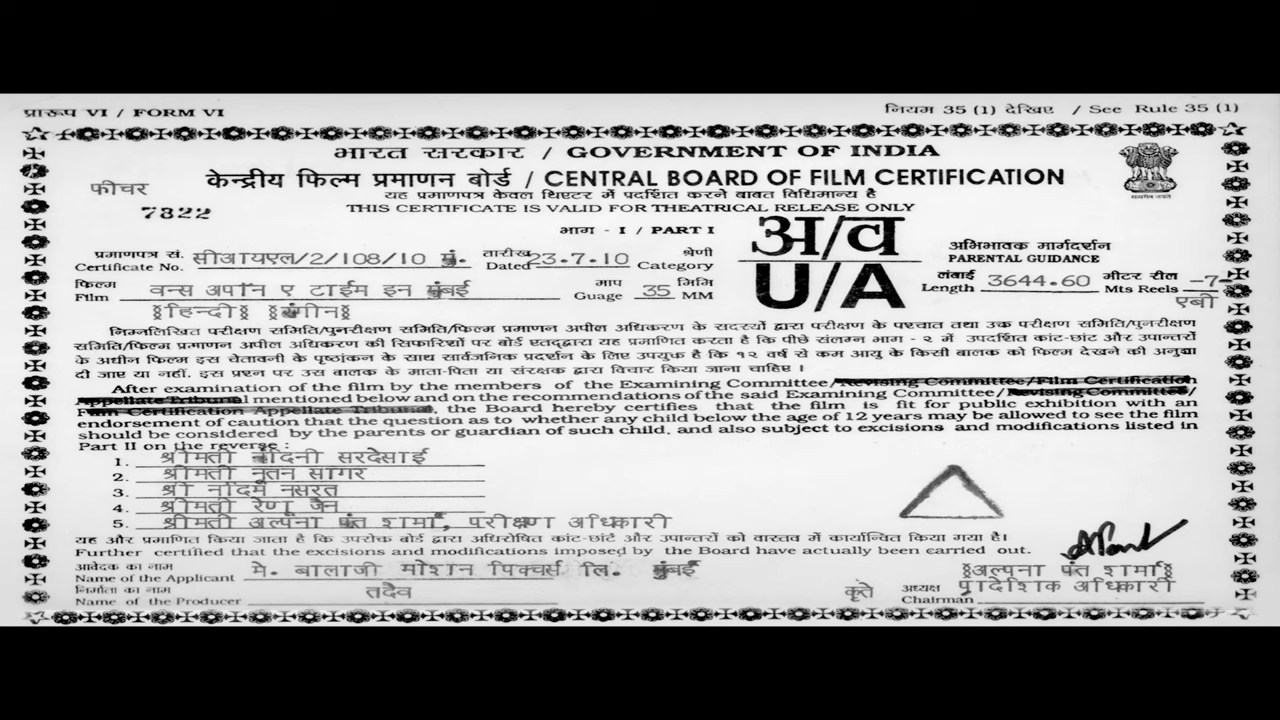 प्रारूप VI / FORM VI
नियम 35 (1) देखिए / See Rule 35 (1)
भारत सरकार / GOVERNMENT OF INDIA
फीचर
केन्द्रीय फिल्म प्रमाणन बोर्ड / CENTRAL BOARD OF FILM CERTIFICATION
यह प्रमाणपत्र केवल थिएटर में पदर्शित करने बाबत विधिमान्य है
7822
THIS CERTIFICATE IS VALID FOR THEATRICAL RELEASE ONLY
भाग - I / PART I
अ/व
U/A
प्रमाणपत्र सं. सीआयएल/2/108/10 मुं. तारीख 23.7.10 श्रेणी
Certificate No. Dated Category
अभिभावक मार्गदर्शन
PARENTAL GUIDANCE
फिल्म वन्स अपॉन ए टाईम इन मुंबई माप 35 मिमि
Film Guage MM
लंबाई 3644.60 मीटर रील -7-
Length Mts Reels
एबी
हिन्दी रंगीन
निम्नलिखित परीक्षण समिति/पुनरीक्षण समिति/फिल्म प्रमाणन अपील अधिकरण के सदस्यों द्वारा परीक्षण के पश्चात तथा उक्त परीक्षण समिति/पुनरीक्षण
समिति/फिल्म प्रमाणन अपील अधिकरण की सिफारिशों पर बोर्ड एतद्द्वारा यह प्रमाणित करता है कि पीछे संलग्न भाग - २ में उपदर्शित कांट-छांट और उपान्तरों
के अधीन फिल्म इस चेतावनी के पृष्ठांकन के साथ सार्वजनिक प्रदर्शन के लिए उपयुक्त है कि १२ वर्ष से कम आयु के किसी बालक को फिल्म देखने की अनुज्ञा
दी जाए या नहीं. इस प्रश्न पर उस बालक के माता-पिता या संरक्षक द्वारा विचार किया जाना चाहिए ।
After examination of the film by the members of the Examining Committee/Revising Committee/Film Certification
Appellate Tribunal mentioned below and on the recommendations of the said Examining Committee/Revising Committee/
Film Certification Appellate Tribunal, the Board hereby certifies that the film is fit for public exhibition with an
endorsement of caution that the question as to whether any child below the age of 12 years may be allowed to see the film
should be considered by the parents or guardian of such child. and also subject to excisions and modifications listed in
Part II on the reverse :
1. श्रीमती नंदिनी सरदेसाई
2. श्रीमती नूतन सागर
3. श्री नसरत
4. श्रीमती रेणू जैन
5. श्रीमती अल्पना पंत शर्मा, परीक्षण अधिकारी
यह और प्रमाणित किया जाता है कि उपरोक्त बोर्ड द्वारा अधिरोपित कांट-छांट और उपान्तरों को वास्तव में कार्यान्वित किया गया है।
Further certified that the excisions and modifications imposed by the Board have actually been carried out.
आवेदक का नाम मे. बालाजी मोशन पिक्चर्स लि. मुंबई
Name of the Applicant
अल्पना पंत शर्मा
निर्माता का नाम तदैव
Name of the Producer
कृते अध्यक्ष प्रादेशिक अधिकारी
Chairman